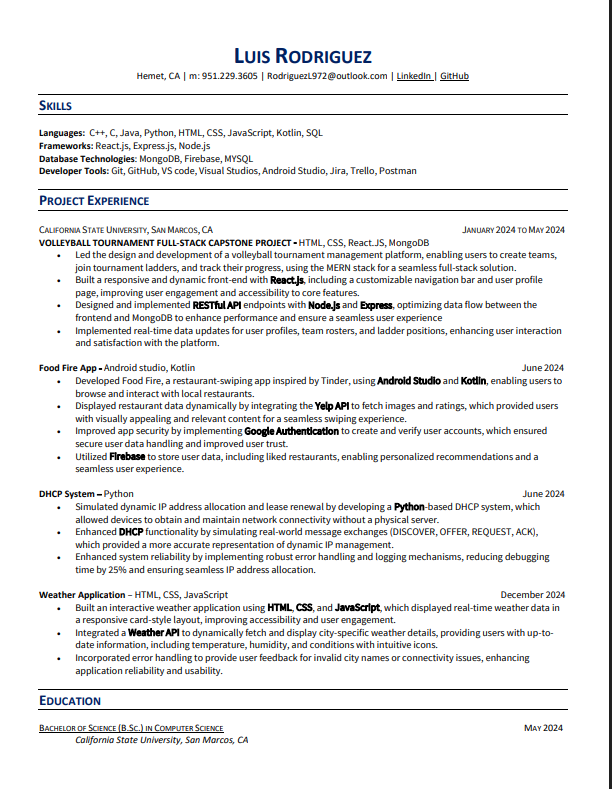 LUIS RODRIGUEZ
Hemet, CA | m: 951.229.3605 | RodriguezL972@outlook.com | LinkedIn | GitHub
SKILLS
Languages: C++, C, Java, Python, HTML, CSS, JavaScript, Kotlin, SQL
Frameworks: React.js, Express.js, Node.js
Database Technologies: MongoDB, Firebase, MYSQL
Developer Tools: Git, GitHub, VS code, Visual Studios, Android Studio, Jira, Trello, Postman
PROJECT EXPERIENCE
CALIFORNIA STATE UNIVERSITY, SAN MARCOS, CA JANUARY 2024 TO MAY 2024
VOLLEYBALL TOURNAMENT FULL-STACK CAPSTONE PROJECT - HTML, CSS, React.JS, MongoDB
• Led the design and development of a volleyball tournament management platform, enabling users to create teams,
join tournament ladders, and track their progress, using the MERN stack for a seamless full-stack solution.
• Built a responsive and dynamic front-end with React.js, including a customizable navigation bar and user profile
page, improving user engagement and accessibility to core features.
• Designed and implemented RESTful API endpoints with Node.js and Express, optimizing data flow between the
frontend and MongoDB to enhance performance and ensure a seamless user experience
• Implemented real-time data updates for user profiles, team rosters, and ladder positions, enhancing user interaction
and satisfaction with the platform.
Food Fire App - Android studio, Kotlin June 2024
• Developed Food Fire, a restaurant-swiping app inspired by Tinder, using Android Studio and Kotlin, enabling users to
browse and interact with local restaurants.
• Displayed restaurant data dynamically by integrating the Yelp API to fetch images and ratings, which provided users
with visually appealing and relevant content for a seamless swiping experience.
• Improved app security by implementing Google Authentication to create and verify user accounts, which ensured
secure user data handling and improved user trust.
• Utilized Firebase to store user data, including liked restaurants, enabling personalized recommendations and a
seamless user experience.
DHCP System – Python June 2024
• Simulated dynamic IP address allocation and lease renewal by developing a Python-based DHCP system, which
allowed devices to obtain and maintain network connectivity without a physical server.
• Enhanced DHCP functionality by simulating real-world message exchanges (DISCOVER, OFFER, REQUEST, ACK),
which provided a more accurate representation of dynamic IP management.
• Enhanced system reliability by implementing robust error handling and logging mechanisms, reducing debugging
time by 25% and ensuring seamless IP address allocation.
Weather Application – HTML, CSS, JavaScript December 2024
• Built an interactive weather application using HTML, CSS, and JavaScript, which displayed real-time weather data in
a responsive card-style layout, improving accessibility and user engagement.
• Integrated a Weather API to dynamically fetch and display city-specific weather details, providing users with up-to-
date information, including temperature, humidity, and conditions with intuitive icons.
• Incorporated error handling to provide user feedback for invalid city names or connectivity issues, enhancing
application reliability and usability.
EDUCATION
BACHELOR OF SCIENCE (B.SC.) IN COMPUTER SCIENCE MAY 2024
California State University, San Marcos, CA